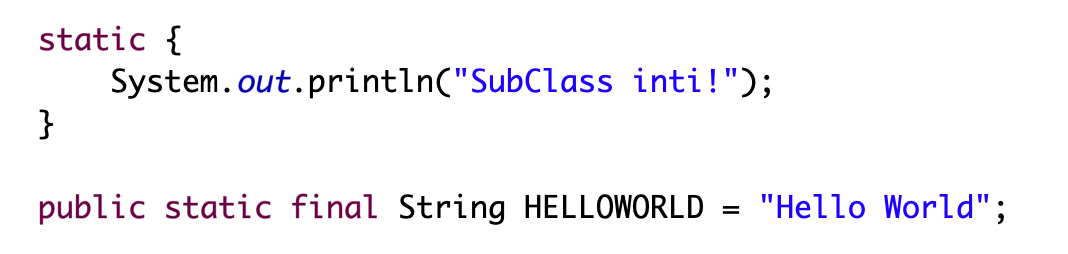 static {
    System.out.println("SubClass inti!");
}
public static final String HELLOWORLD = "Hello World";